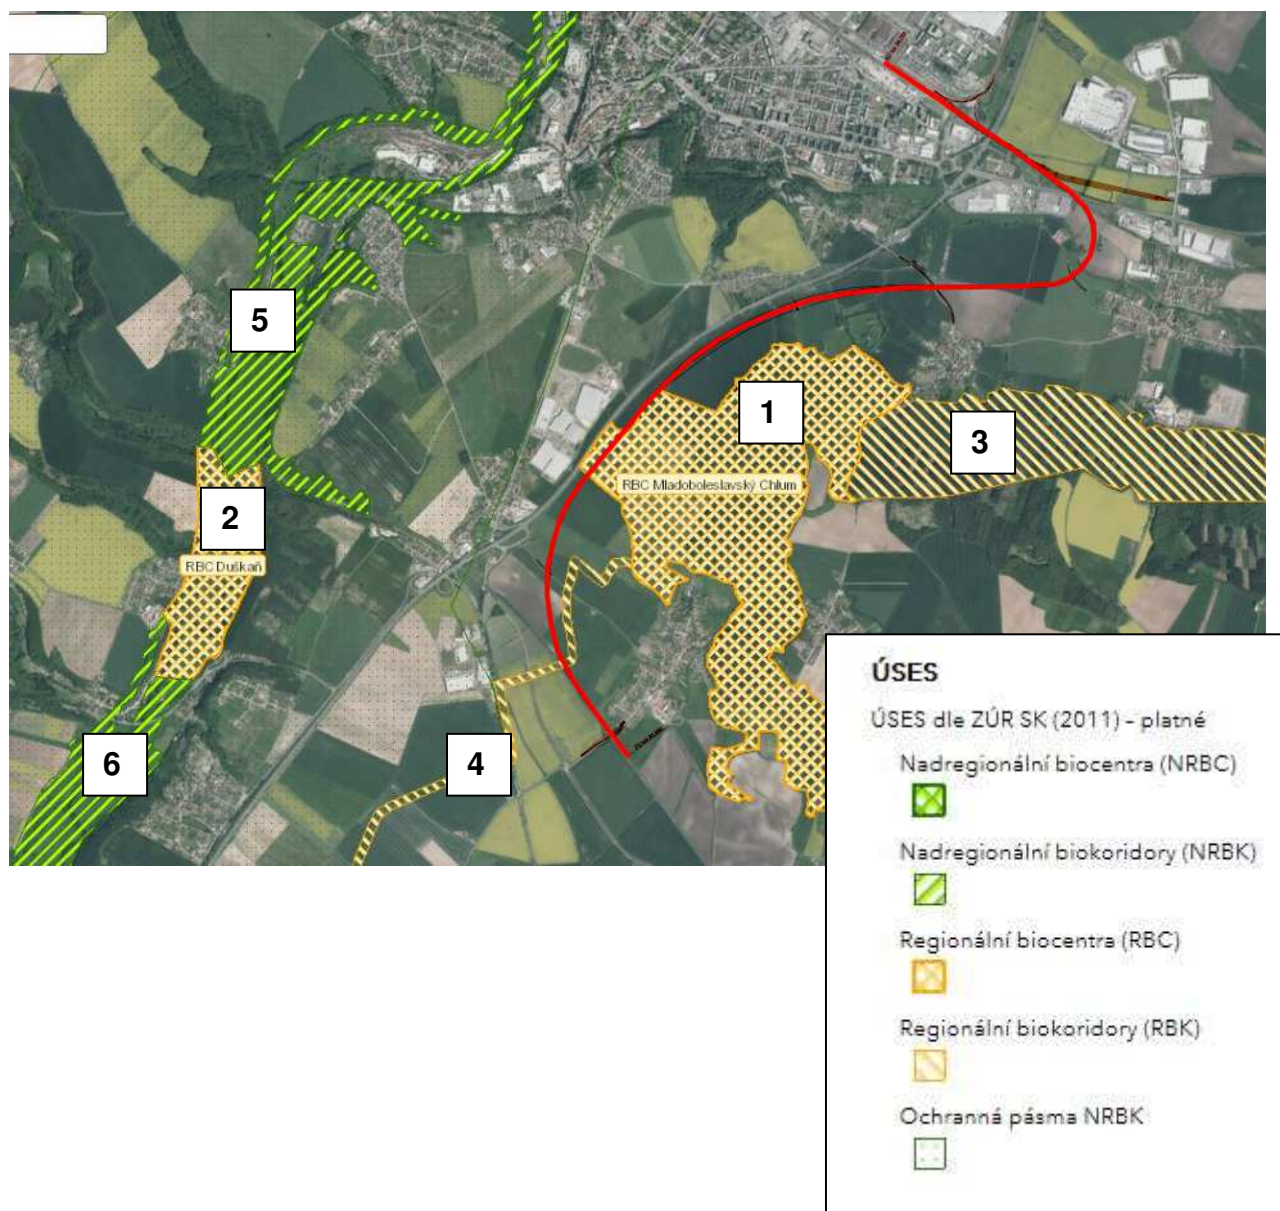 5
1
3
RBC Mladoboleslavský Chlum
2
RBC Duškaň
6
4
ÚSES
ÚSES dle ZÚR SK (2011) - platné
Nadregionální biocentra (NRBC)
Nadregionální biokoridory (NRBK)
Regionální biocentra (RBC)
Regionální biokoridory (RBK)
Ochranná pásma NRBK